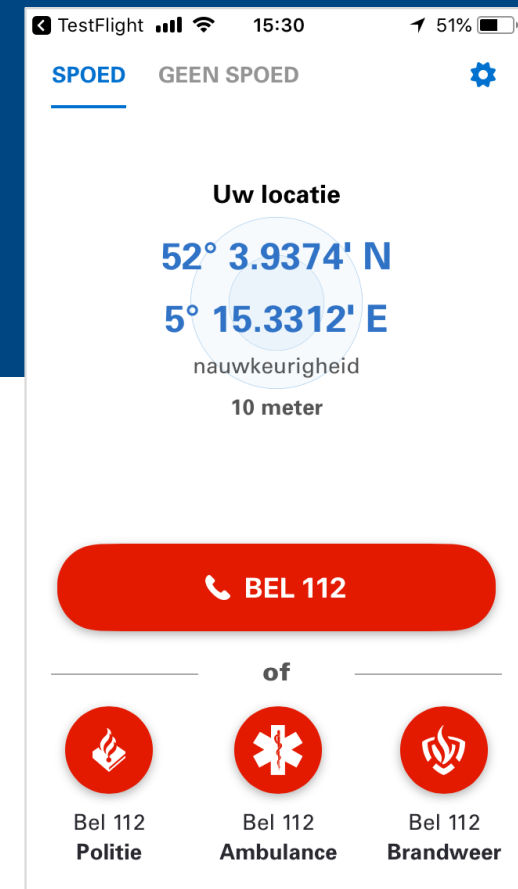 TestFlight 15:30 51%
SPOED GEEN SPOED
Uw locatie
52° 3.9374' N
5° 15.3312' E
nauwkeurigheid
10 meter
BEL 112
of
Bel 112 Bel 112 Bel 112
Politie Ambulance Brandweer